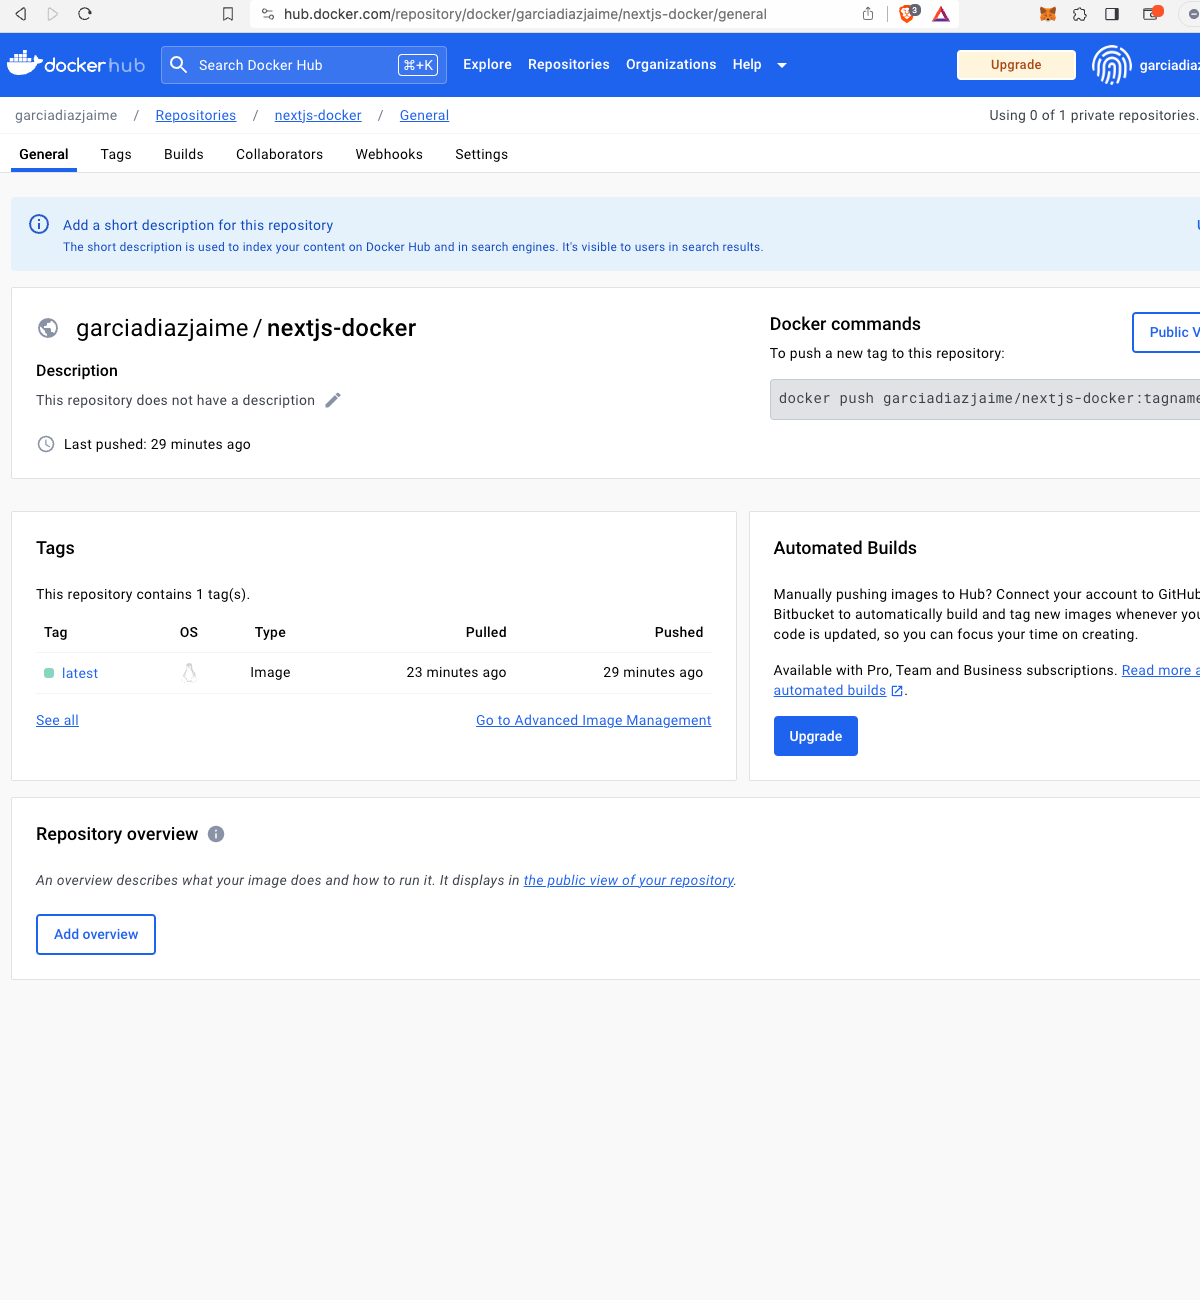 hub.docker.com/repository/docker/garciadiazjaime/nextjs-docker/general
3
docker hub
Search Docker Hub
⌘+K
Explore
Repositories
Organizations
Help
Upgrade
garciadiaz
garciadiazjaime / Repositories / nextjs-docker / General
Using 0 of 1 private repositories.
General
Tags
Builds
Collaborators
Webhooks
Settings
Add a short description for this repository
The short description is used to index your content on Docker Hub and in search engines. It's visible to users in search results.
garciadiazjaime / nextjs-docker
Description
This repository does not have a description
Last pushed: 29 minutes ago
Docker commands
To push a new tag to this repository:
Public V
docker push garciadiazjaime/nextjs-docker:tagname
Tags
This repository contains 1 tag(s).
Tag OS Type Pulled Pushed
latest Image 23 minutes ago 29 minutes ago
See all
Go to Advanced Image Management
Automated Builds
Manually pushing images to Hub? Connect your account to GitHub
Bitbucket to automatically build and tag new images whenever you
code is updated, so you can focus your time on creating.
Available with Pro, Team and Business subscriptions. Read more a
automated builds .
Upgrade
Repository overview
An overview describes what your image does and how to run it. It displays in the public view of your repository.
Add overview